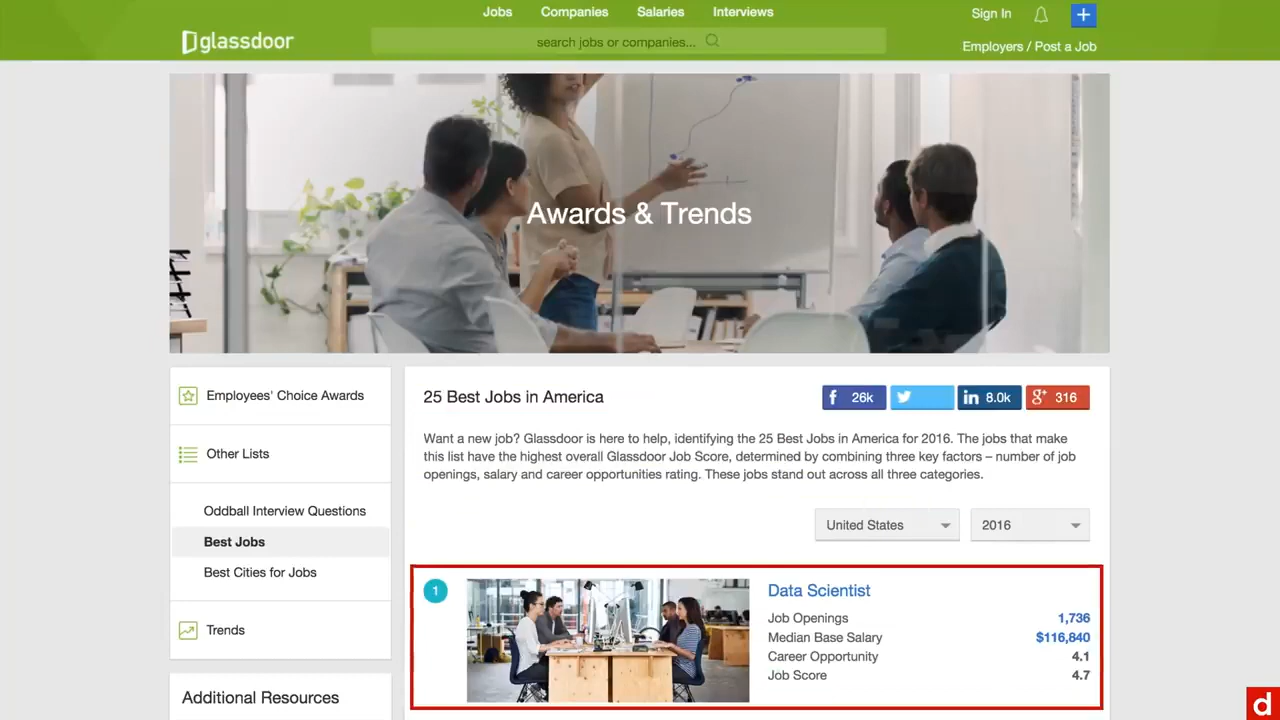 Jobs
Companies
Salaries
Interviews
Sign In
glassdoor
search jobs or companies...
Employers / Post a Job
Awards & Trends
Employees' Choice Awards
Other Lists
Oddball Interview Questions
Best Jobs
Best Cities for Jobs
Trends
Additional Resources
25 Best Jobs in America
26k
8.0k
316
Want a new job? Glassdoor is here to help, identifying the 25 Best Jobs in America for 2016. The jobs that make
this list have the highest overall Glassdoor Job Score, determined by combining three key factors – number of job
openings, salary and career opportunities rating. These jobs stand out across all three categories.
United States
2016
1
Data Scientist
Job Openings 1,736
Median Base Salary $116,840
Career Opportunity 4.1
Job Score 4.7
d